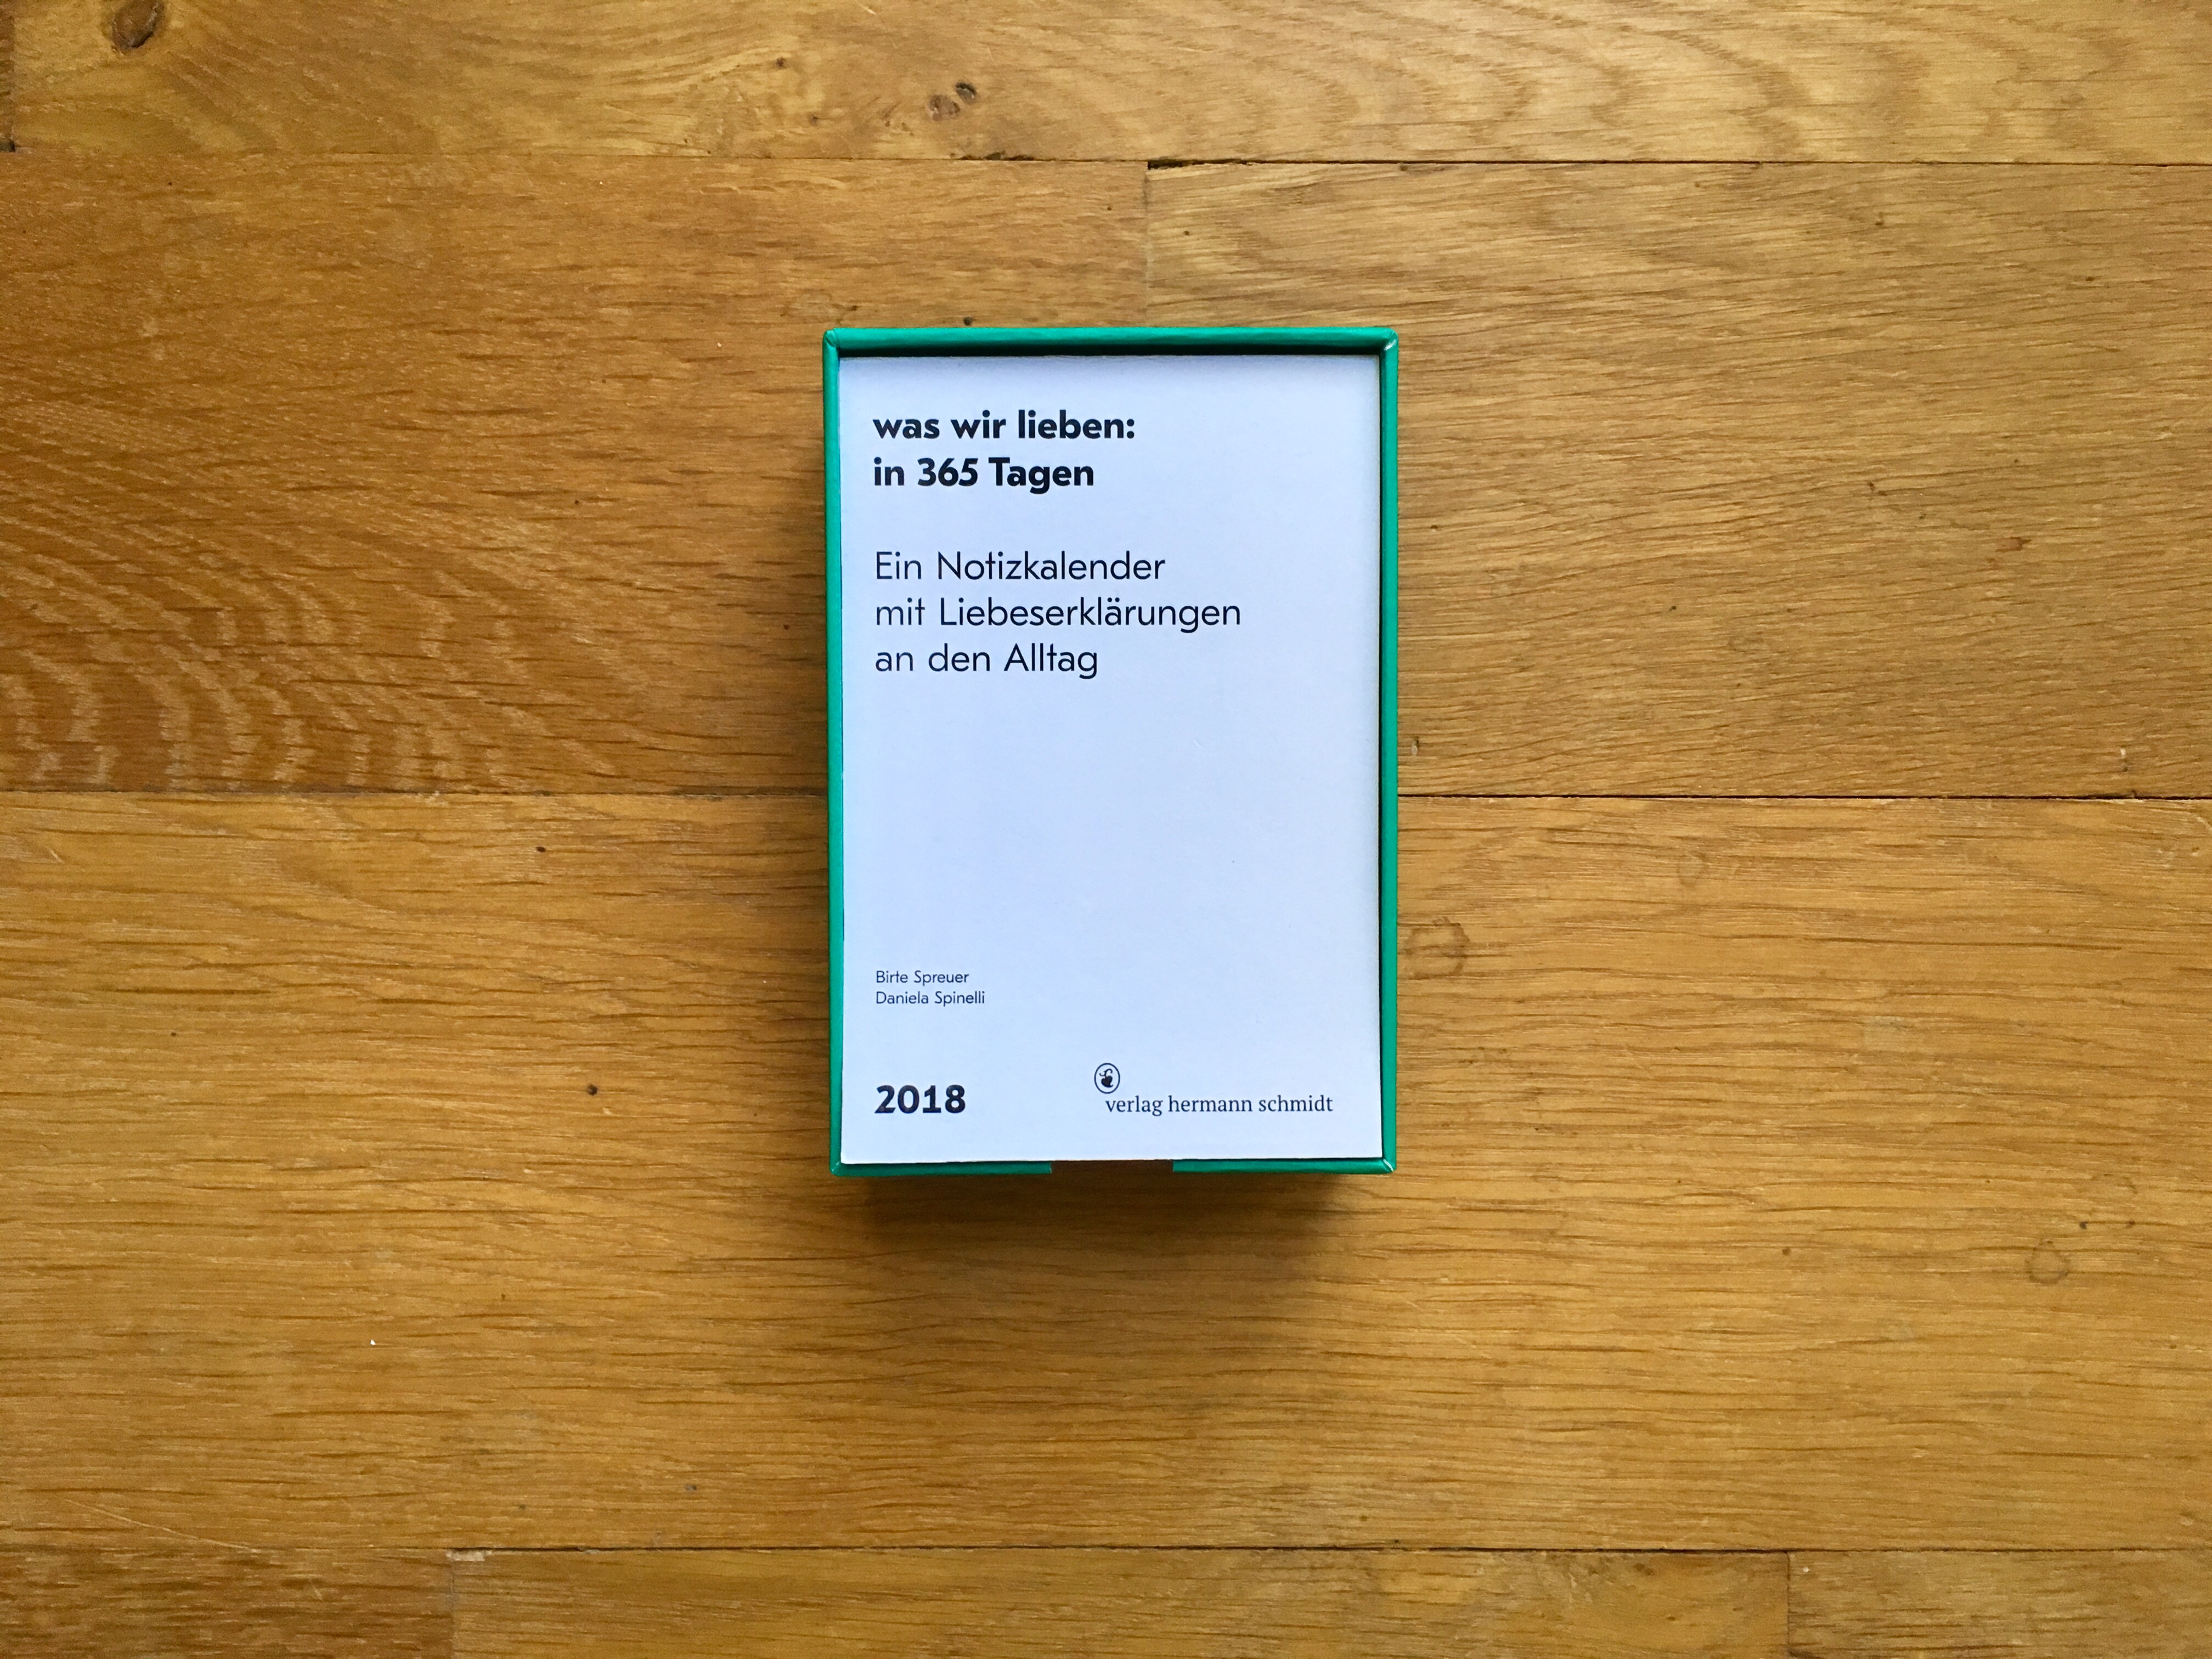 was wir lieben:
in 365 Tagen
Ein Notizkalender
mit Liebeserklärungen
an den Alltag
Birte Spreuer
Daniela Spinelli
2018
verlag hermann schmidt